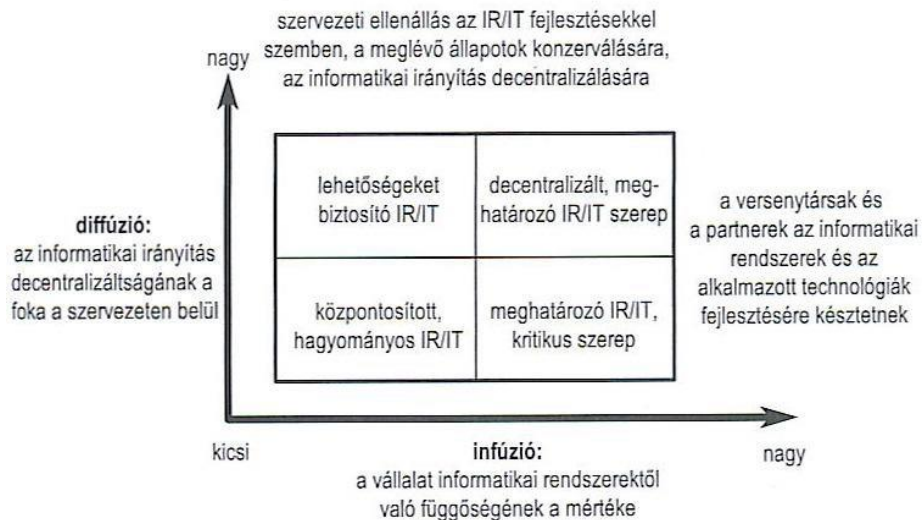 szervezeti ellenállás az IR/IT fejlesztésekkel
szemben, a meglévő állapotok konzerválására,
az informatikai irányítás decentralizálására
nagy
lehetőségeket
biztosító IR/IT
decentralizált, meg-
határozó IR/IT szerep
diffúzió:
az informatikai irányítás
decentralizáltságának a
foka a szervezeten belül
a versenytársak és
a partnerek az informatikai
rendszerek és az
alkalmazott technológiák
fejlesztésére késztetnek
központosított,
hagyományos IR/IT
meghatározó IR/IT,
kritikus szerep
kicsi
infúzió:
a vállalat informatikai rendszerektől
való függőségének a mértéke
nagy